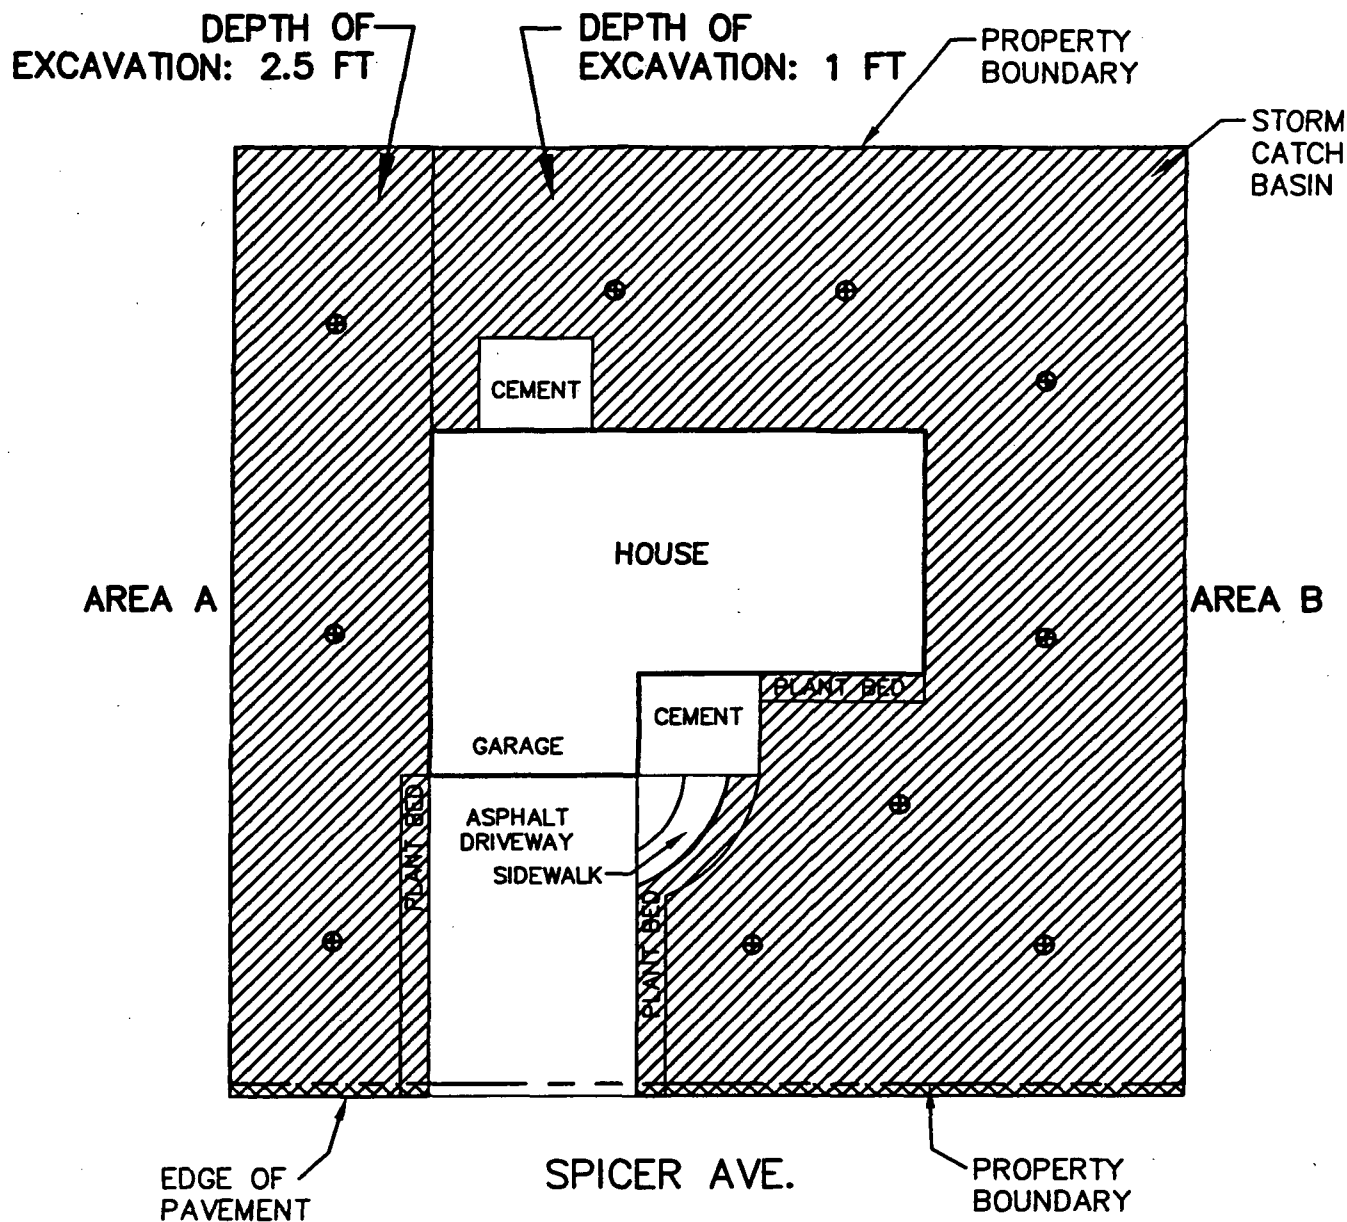 DEPTH OF
EXCAVATION: 2.5 FT
DEPTH OF
EXCAVATION: 1 FT
PROPERTY
BOUNDARY
STORM
CATCH
BASIN
CEMENT
HOUSE
AREA A
AREA B
PLANT BED
CEMENT
GARAGE
PLANT BED
ASPHALT
DRIVEWAY
SIDEWALK
PLANT BED
EDGE OF
PAVEMENT
SPICER AVE.
PROPERTY
BOUNDARY